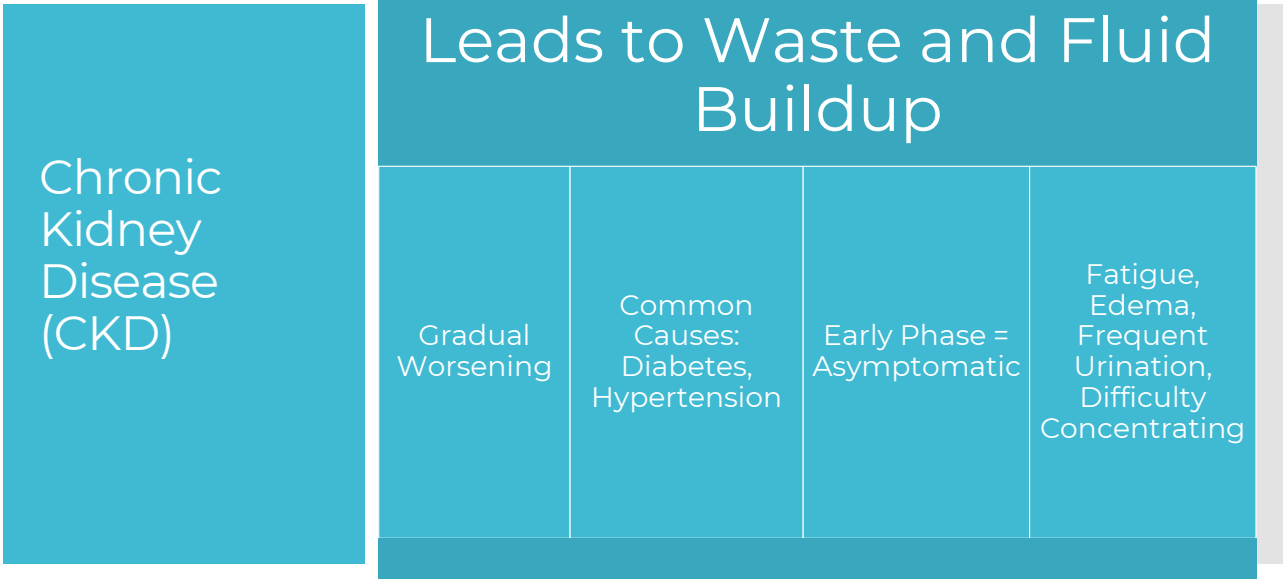 Chronic
Kidney
Disease
(CKD)
Leads to Waste and Fluid
Buildup
Gradual
Worsening
Common
Causes:
Diabetes,
Hypertension
Early Phase =
Asymptomatic
Fatigue,
Edema,
Frequent
Urination,
Difficulty
Concentrating